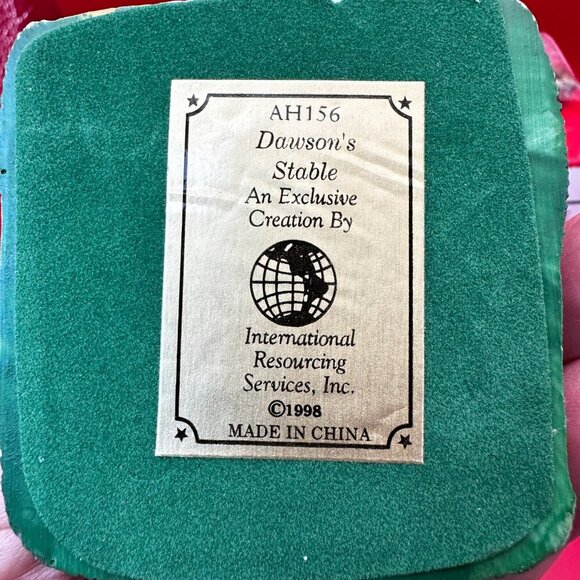 AH156
Dawson's
Stable
An Exclusive
Creation By
International
Resourcing
Services, Inc.
©1998
MADE IN CHINA